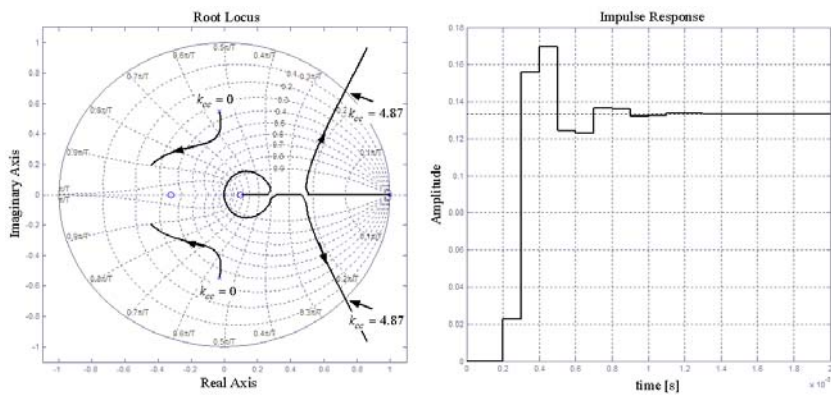 Root Locus
Imaginary Axis
1
0.8
0.6
0.4
0.2
0
-0.2
-0.4
-0.6
-0.8
-1
-1 -0.8 -0.6 -0.4 -0.2 0 0.2 0.4 0.6 0.8 1
Real Axis
0.5π/T
0.6π/T
0.4π/T
0.7π/T
0.3π/T
0.8π/T
0.2
0.9π/T
0.1π/T
π/T
π/T
0.9π/T
0.1π/T
0.8π/T
0.2π/T
0.7π/T
0.3π/T
0.6π/T
0.4π/T
0.5π/T
0.1
0.3
0.4
0.5
0.6
0.7
0.8
0.9
k_cc = 0
k_cc = 4.87
k_cc = 0
k_cc = 4.87
Impulse Response
Amplitude
0.18
0.16
0.14
0.12
0.1
0.08
0.06
0.04
0.02
0
0 0.2 0.4 0.6 0.8 1 1.2 1.4 1.6 1.8 2
time [s]